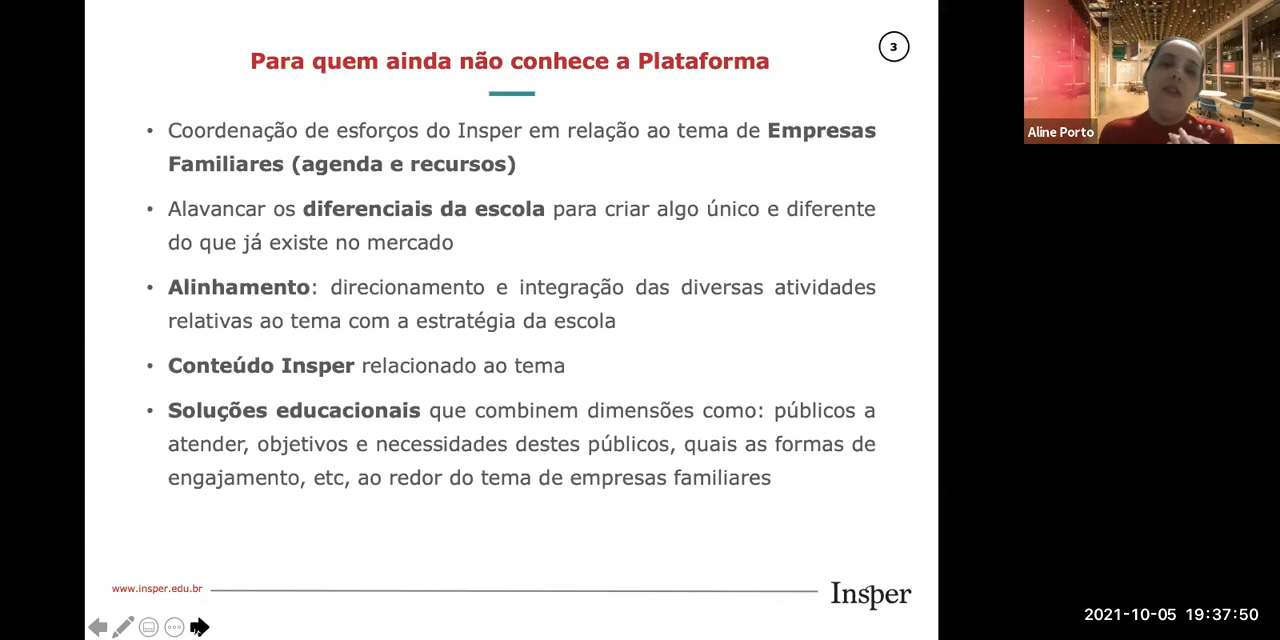 Para quem ainda não conhece a Plataforma
3
• Coordenação de esforços do Insper em relação ao tema de Empresas
Familiares (agenda e recursos)
• Alavancar os diferenciais da escola para criar algo único e diferente
do que já existe no mercado
• Alinhamento: direcionamento e integração das diversas atividades
relativas ao tema com a estratégia da escola
• Conteúdo Insper relacionado ao tema
• Soluções educacionais que combinem dimensões como: públicos a
atender, objetivos e necessidades destes públicos, quais as formas de
engajamento, etc, ao redor do tema de empresas familiares
www.insper.edu.br
Insper
Aline Porto
2021-10-05 19:37:50